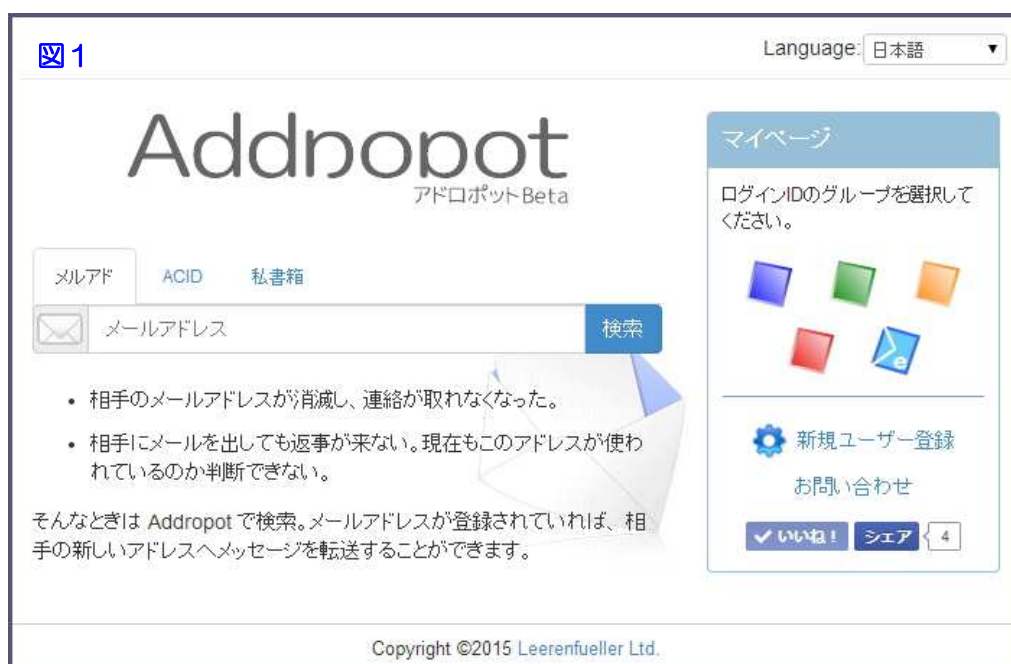 図1
Language: 日本語
Addropot
アドロポットBeta
メルアド ACID 私書箱
メールアドレス 検索
• 相手のメールアドレスが消滅し、連絡が取れなくなった。
• 相手にメールを出しても返事が来ない。現在もこのアドレスが使わ
れているのか判断できない。
そんなときは Addropot で検索。メールアドレスが登録されていれば、相
手の新しいアドレスへメッセージを転送することができます。
マイページ
ログインIDのグループを選択して
ください。
e
新規ユーザー登録
お問い合わせ
いいね! シェア 4
Copyright ©2015 Leerenfueller Ltd.